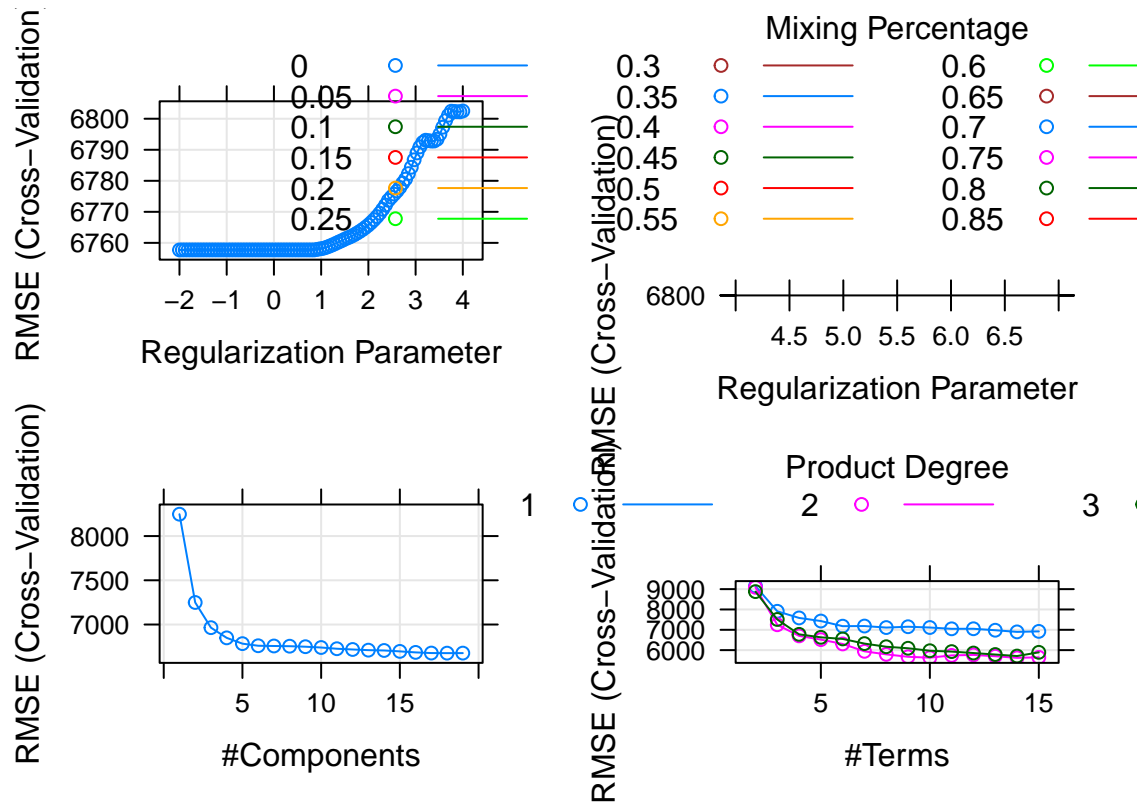 Mixing Percentage
0
0.05
0.1
0.15
0.2
0.25
0.3
0.35
0.4
0.45
0.5
0.55
0.6
0.65
0.7
0.75
0.8
0.85
RMSE (Cross−Validation
6800
6790
6780
6770
6760
−2 −1 0 1 2 3 4
Regularization Parameter
RMSE (Cross−Validation)
6800
4.5 5.0 5.5 6.0 6.5
Regularization Parameter
RMSE (Cross−Validation)
8000
7500
7000
5 10 15
#Components
Product Degree
1 2 3
RMSE (Cross−Validation)
9000
8000
7000
6000
5 10 15
#Terms